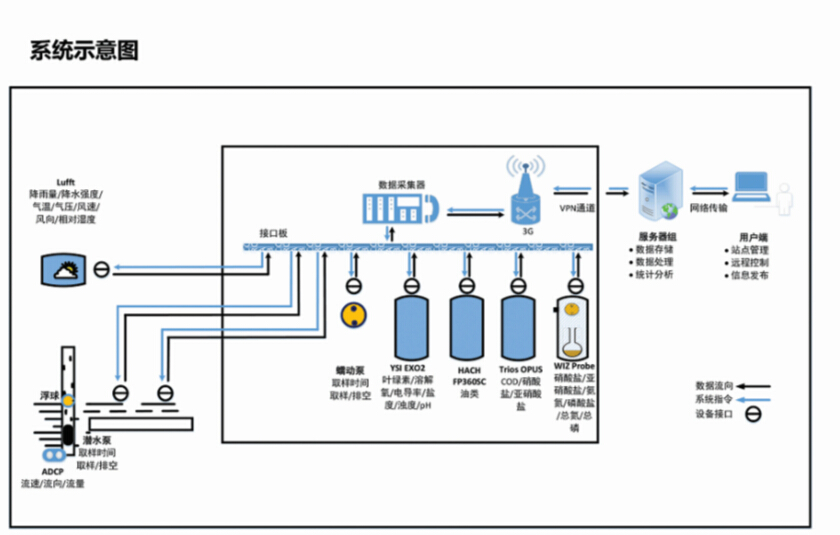 系统示意图
Lufft
降雨量/降水强度/
气温/气压/风速/
风向/相对湿度
数据采集器
3G
VPN通道
网络传输
接口板
服务器组
• 数据存储
• 数据处理
• 统计分析
用户端
• 站点管理
• 远程控制
• 信息发布
蠕动泵
取样时间
取样/排空
YSI EXO2
叶绿素/溶解
氧/电导率/盐
度/浊度/pH
HACH
FP360SC
油类
Trios OPUS
COD/硝酸
盐/亚硝酸
盐
WIZ Probe
硝酸盐/亚
硝酸盐/氨
氮/磷酸盐
/总氮/总
磷
数据流向
系统指令
设备接口
浮球
潜水泵
取样时间
取样/排空
ADCP
流速/流向/流量